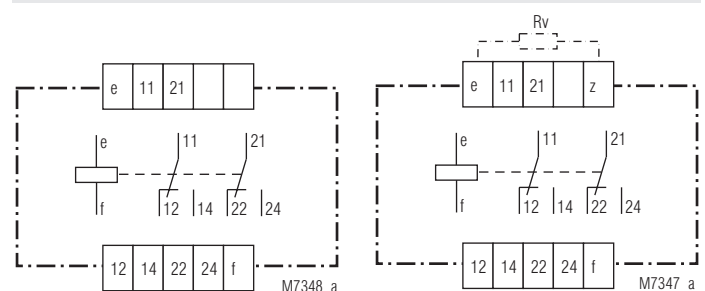 e 11 21
e 11 21
f 12 14 22 24
12 14 22 24 f
M7348_a
Rv
e 11 21 z
e 11 21
f 12 14 22 24
12 14 22 24 f
M7347_a